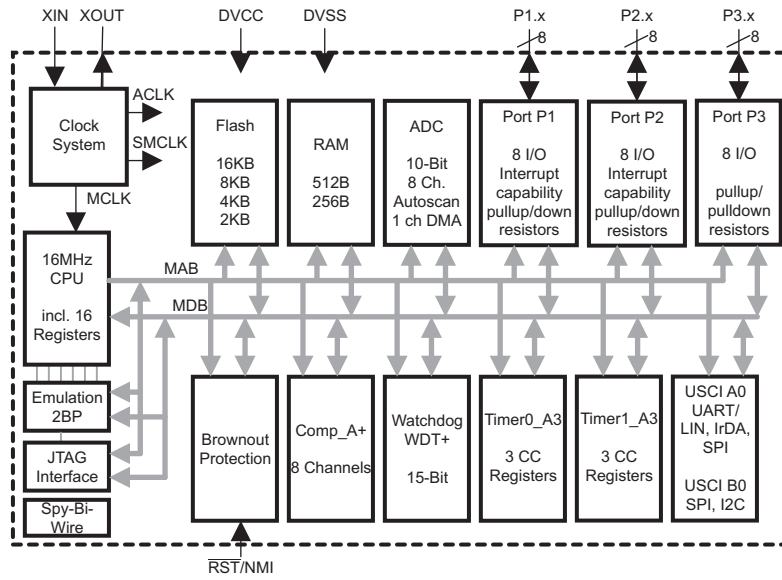 XIN XOUT DVCC DVSS P1.x P2.x P3.x
8 8 8
ACLK
SMCLK
MCLK
Clock
System
Flash
16KB
8KB
4KB
2KB
RAM
512B
256B
ADC
10-Bit
8 Ch.
Autoscan
1 ch DMA
Port P1
8 I/O
Interrupt
capability
pullup/down
resistors
Port P2
8 I/O
Interrupt
capability
pullup/down
resistors
Port P3
8 I/O
pullup/
pulldown
resistors
16MHz
CPU
incl. 16
Registers
MAB
MDB
Emulation
2BP
JTAG
Interface
Spy-Bi-
Wire
Brownout
Protection
Comp_A+
8 Channels
Watchdog
WDT+
15-Bit
Timer0_A3
3 CC
Registers
Timer1_A3
3 CC
Registers
USCI A0
UART/
LIN, IrDA,
SPI
USCI B0
SPI, I2C
RST/NMI